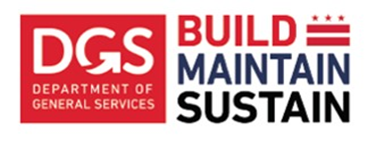 DGS
DEPARTMENT OF
GENERAL SERVICES
BUILD
MAINTAIN
SUSTAIN